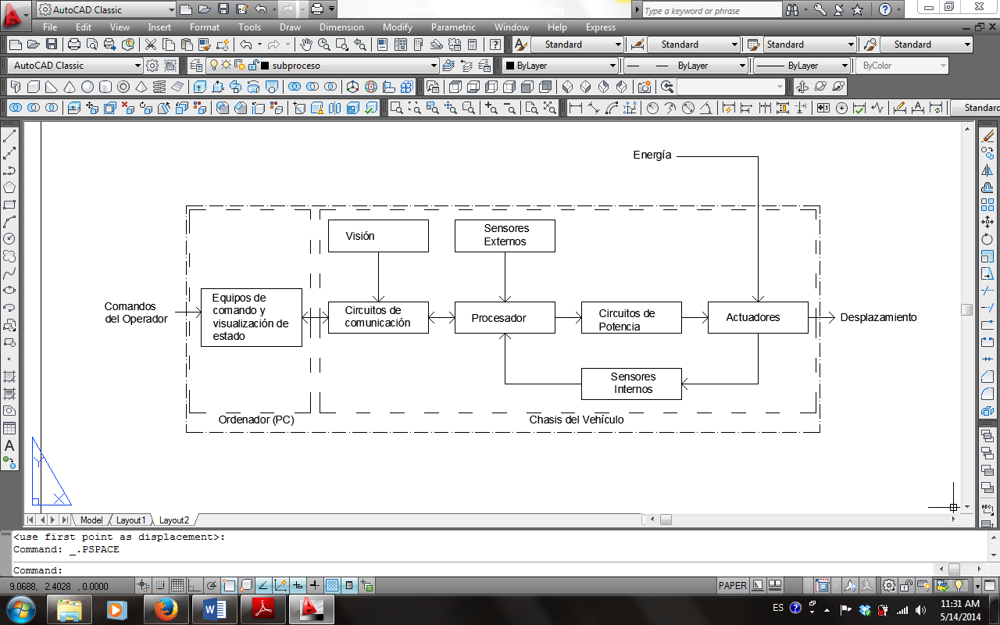 AutoCAD Classic
.dwg
Type a keyword or phrase
File Edit View Insert Format Tools Draw Dimension Modify Parametric Window Help Express
Standard Standard Standard Standard
AutoCAD Classic
subproceso
ByLayer ByLayer ByLayer ByColor
Standard
Energía
Visión
Sensores
Externos
Comandos
del Operador
Equipos de
comando y
visualización de
estado
Circuitos de
comunicación
Procesador
Circuitos de
Potencia
Actuadores
Desplazamiento
Sensores
Internos
Ordenador (PC)
Chasis del Vehículo
Y
X
Model Layout1 Layout2
<use first point as displacement>:
Command: _.PSPACE
Command:
9.0688, 2.4028 , 0.0000
PAPER
ES
11:31 AM
5/14/2014